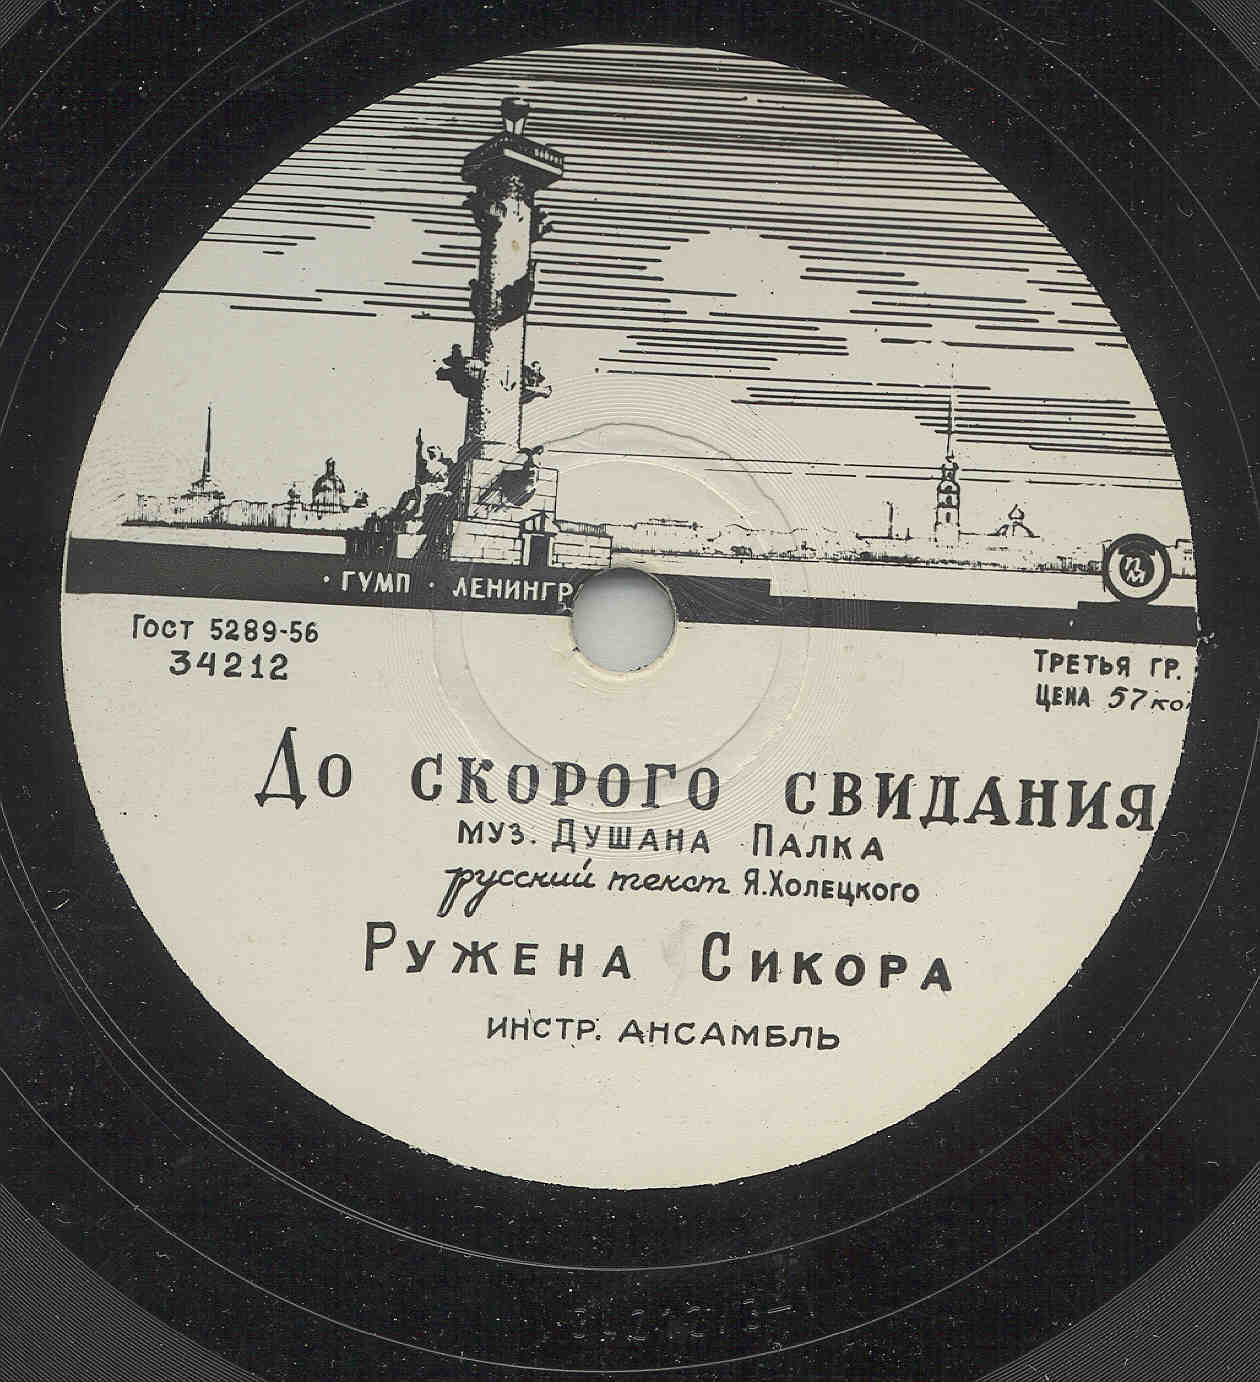 · ГУМП · ЛЕНИНГР
ПМ
ГОСТ 5289-56
34212
ТРЕТЬЯ ГР.
ЦЕНА 57 ко
ДО СКОРОГО СВИДАНИЯ
МУЗ. ДУШАНА ПАЛКА
русский текст Я.ХОЛЕЦКОГО
РУЖЕНА СИКОРА
ИНСТР. АНСАМБЛЬ